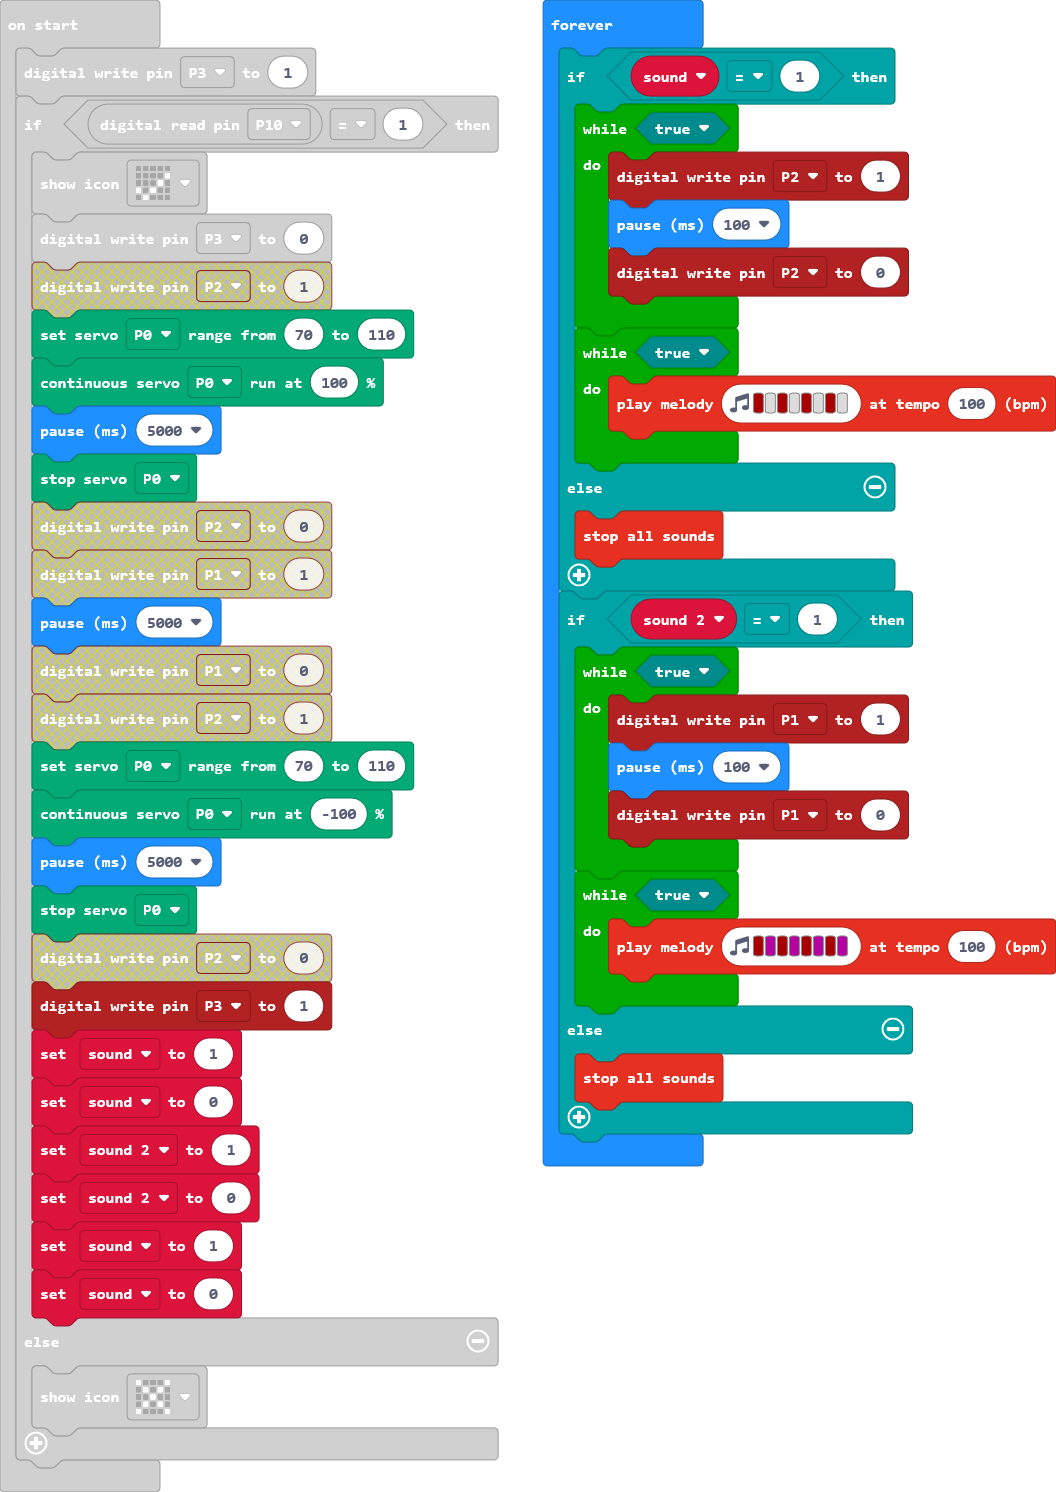 on start
digital write pin P3 to 1
if digital read pin P10 = 1 then
show icon
digital write pin P3 to 0
digital write pin P2 to 1
set servo P0 range from 70 to 110
continuous servo P0 run at 100 %
pause (ms) 5000
stop servo P0
digital write pin P2 to 0
digital write pin P1 to 1
pause (ms) 5000
digital write pin P1 to 0
digital write pin P2 to 1
set servo P0 range from 70 to 110
continuous servo P0 run at -100 %
pause (ms) 5000
stop servo P0
digital write pin P2 to 0
digital write pin P3 to 1
set sound to 1
set sound to 0
set sound 2 to 1
set sound 2 to 0
set sound to 1
set sound to 0
else
show icon
forever
if sound = 1 then
while true
do
digital write pin P2 to 1
pause (ms) 100
digital write pin P2 to 0
while true
do
play melody at tempo 100 (bpm)
else
stop all sounds
if sound 2 = 1 then
while true
do
digital write pin P1 to 1
pause (ms) 100
digital write pin P1 to 0
while true
do
play melody at tempo 100 (bpm)
else
stop all sounds